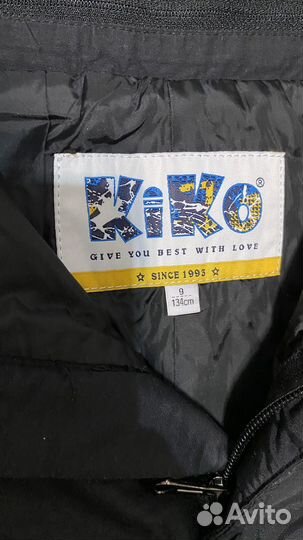 KiKo®
GIVE YOU BEST WITH LOVE
☆ SINCE 1993 ☆
9
134cm
Avito